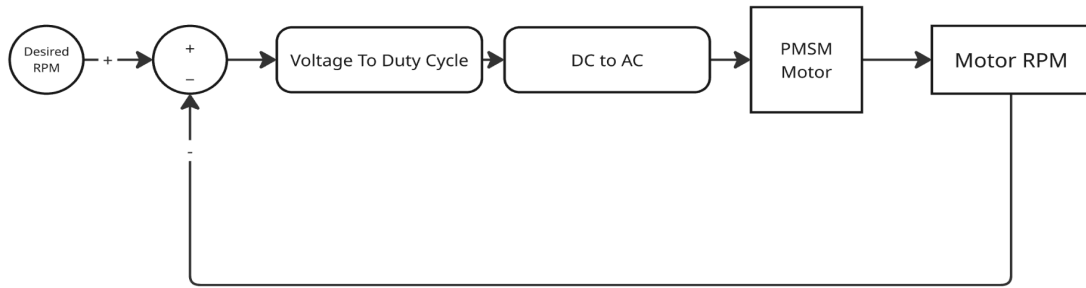 Desired
RPM
+
+
–
Voltage To Duty Cycle
DC to AC
PMSM
Motor
Motor RPM
-